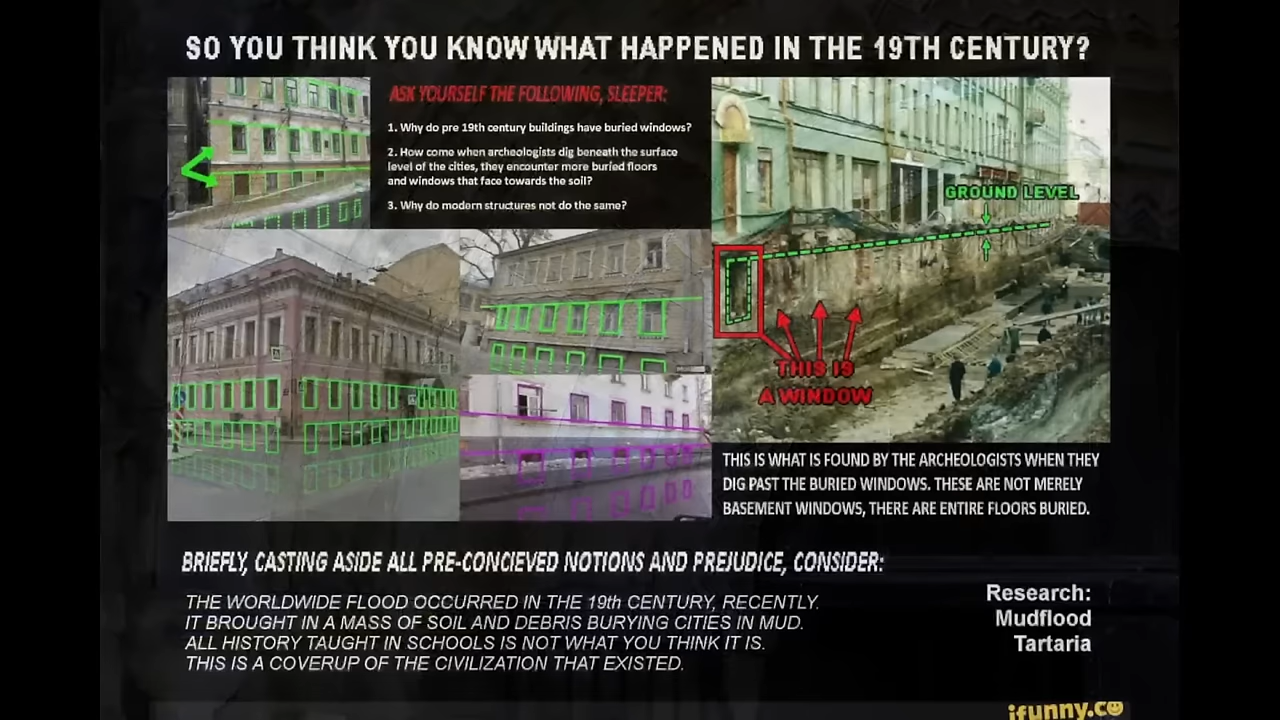 SO YOU THINK YOU KNOW WHAT HAPPENED IN THE 19TH CENTURY?
ASK YOURSELF THE FOLLOWING, SLEEPER:
1. Why do pre 19th century buildings have buried windows?
2. How come when archeologists dig beneath the surface
level of the cities, they encounter more buried floors
and windows that face towards the soil?
3. Why do modern structures not do the same?
GROUND LEVEL
THIS IS
A WINDOW
THIS IS WHAT IS FOUND BY THE ARCHEOLOGISTS WHEN THEY
DIG PAST THE BURIED WINDOWS. THESE ARE NOT MERELY
BASEMENT WINDOWS, THERE ARE ENTIRE FLOORS BURIED.
BRIEFLY, CASTING ASIDE ALL PRE-CONCIEVED NOTIONS AND PREJUDICE, CONSIDER:
THE WORLDWIDE FLOOD OCCURRED IN THE 19th CENTURY, RECENTLY.
IT BROUGHT IN A MASS OF SOIL AND DEBRIS BURYING CITIES IN MUD.
ALL HISTORY TAUGHT IN SCHOOLS IS NOT WHAT YOU THINK IT IS.
THIS IS A COVERUP OF THE CIVILIZATION THAT EXISTED.
Research:
Mudflood
Tartaria
ifunny.co